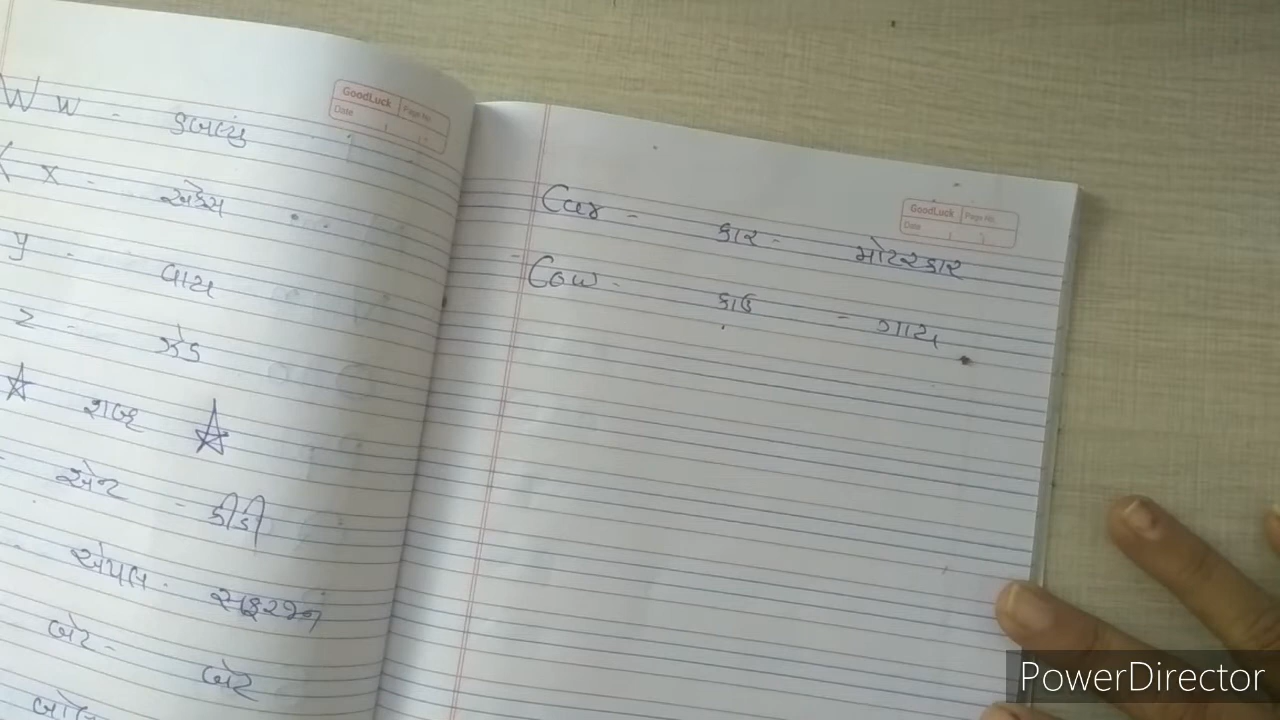 GoodLuck
Page No.
Date
W w - ડબલ્યુ
X x - એક્સ
y - વાય
z - ઝેડ
☆ શબ્દ ☆
એન્ટ - કીડી
- એપલ - સફરજન
બેટ - બેટ
GoodLuck
Page No.
Date
Car - કાર - મોટરકાર
Cow - કાઉ - ગાય
PowerDirector